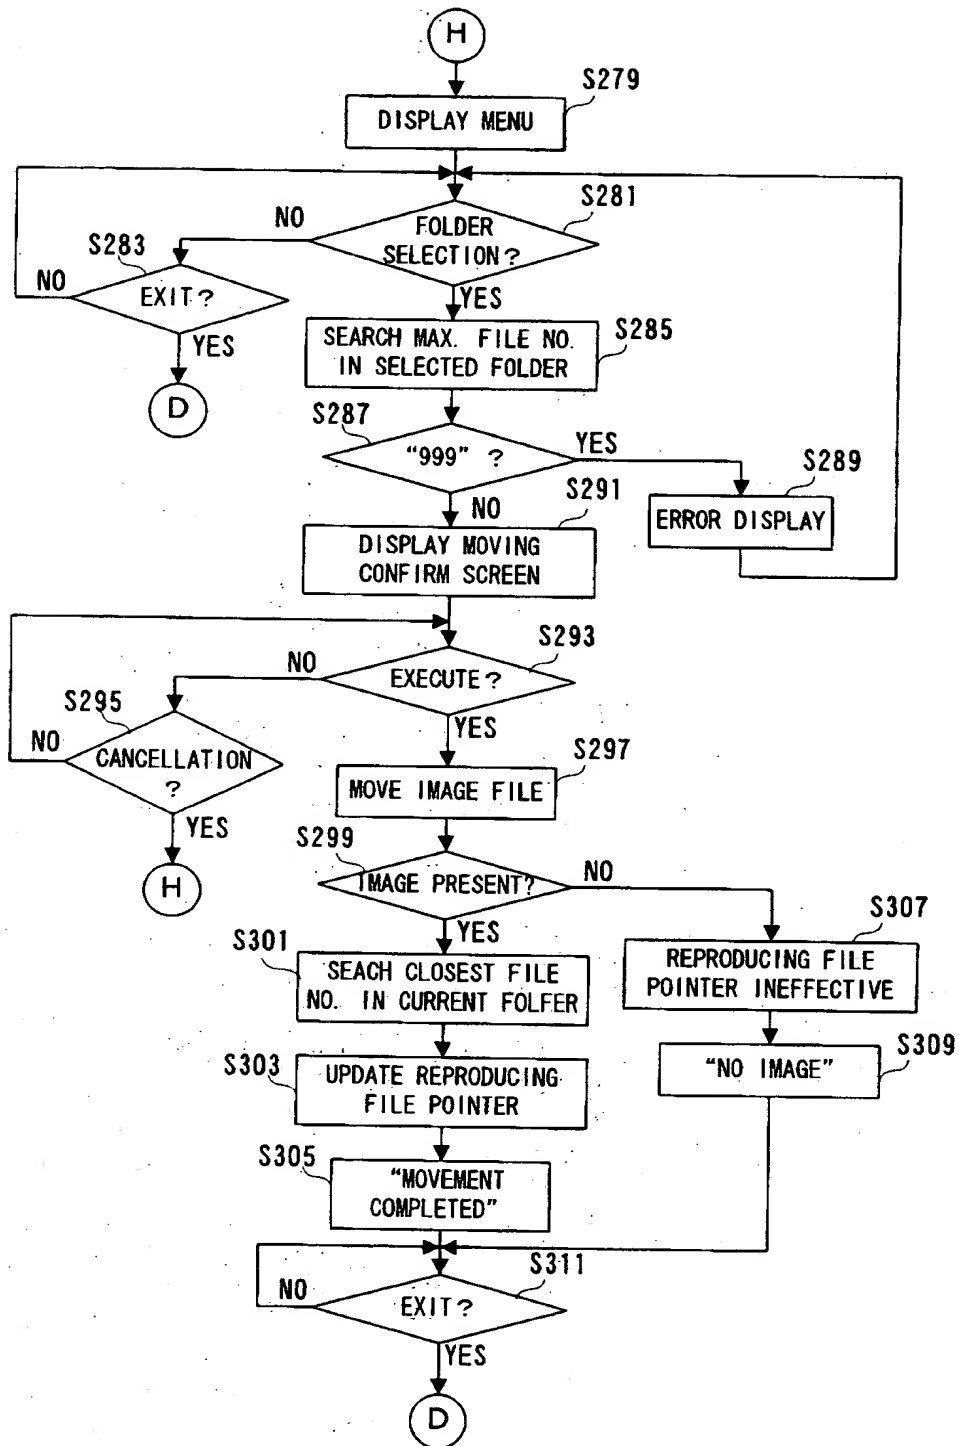 H
S279
DISPLAY MENU
S281
NO
FOLDER
SELECTION?
S283
NO
EXIT?
YES
YES
D
SEARCH MAX. FILE NO.
IN SELECTED FOLDER
S285
S287
"999" ?
YES
S289
ERROR DISPLAY
S291
NO
DISPLAY MOVING
CONFIRM SCREEN
S293
NO
EXECUTE?
S295
NO
CANCELLATION
?
YES
YES
H
S297
MOVE IMAGE FILE
S299
IMAGE PRESENT?
NO
YES
S301
SEACH CLOSEST FILE
NO. IN CURRENT FOLFER
S307
REPRODUCING FILE
POINTER INEFFECTIVE
S303
UPDATE REPRODUCING
FILE POINTER
S309
"NO IMAGE"
S305
"MOVEMENT
COMPLETED"
S311
NO
EXIT?
YES
D